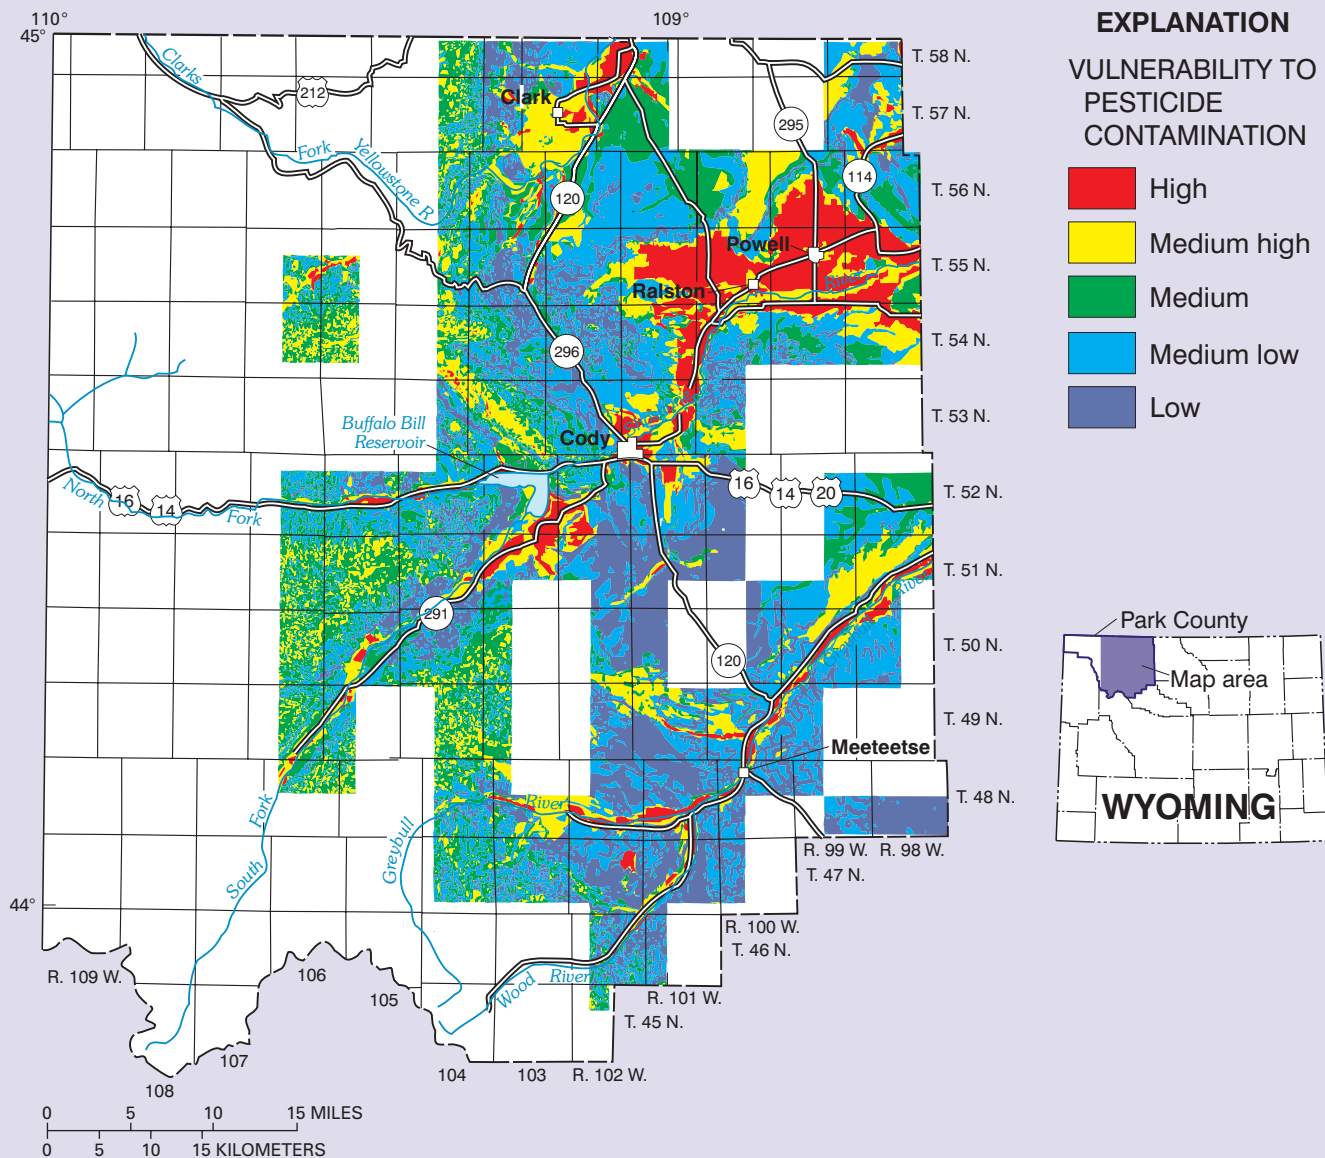 110°
109°
45°
EXPLANATION
VULNERABILITY TO
PESTICIDE
CONTAMINATION
High
Medium high
Medium
Medium low
Low
T. 58 N.
T. 57 N.
T. 56 N.
T. 55 N.
T. 54 N.
T. 53 N.
T. 52 N.
T. 51 N.
T. 50 N.
T. 49 N.
T. 48 N.
Clarks
Fork
Yellowstone R.
212
Clark
295
114
120
Powell
Ralston
River
296
Buffalo Bill
Reservoir
Cody
North
Fork
16
14
16
14
20
291
River
120
Meeteetse
River
Greybull
South
Fork
Wood
River
R. 99 W.
R. 98 W.
T. 47 N.
44°
R. 100 W.
T. 46 N.
R. 101 W.
T. 45 N.
R. 109 W.
108
107
106
105
104
103
R. 102 W.
0
5
10
15 MILES
0
5
10
15 KILOMETERS
Park County
Map area
WYOMING